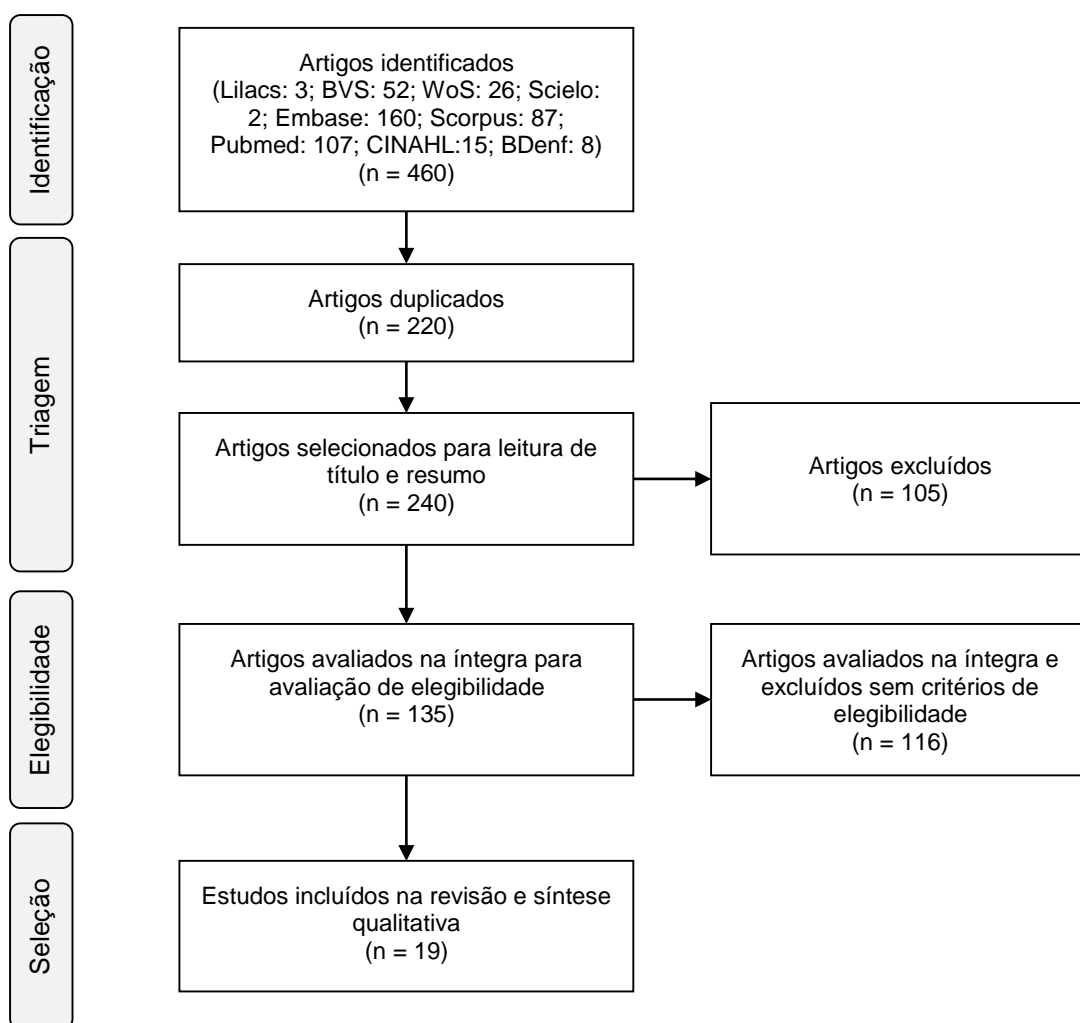 Identificação
Artigos identificados
(Lilacs: 3; BVS: 52; WoS: 26; Scielo:
2; Embase: 160; Scorpus: 87;
Pubmed: 107; CINAHL:15; BDenf: 8)
(n = 460)
Triagem
Artigos duplicados
(n = 220)
Artigos selecionados para leitura de
título e resumo
(n = 240)
Artigos excluídos
(n = 105)
Elegibilidade
Artigos avaliados na íntegra para
avaliação de elegibilidade
(n = 135)
Artigos avaliados na íntegra e
excluídos sem critérios de
elegibilidade
(n = 116)
Seleção
Estudos incluídos na revisão e síntese
qualitativa
(n = 19)